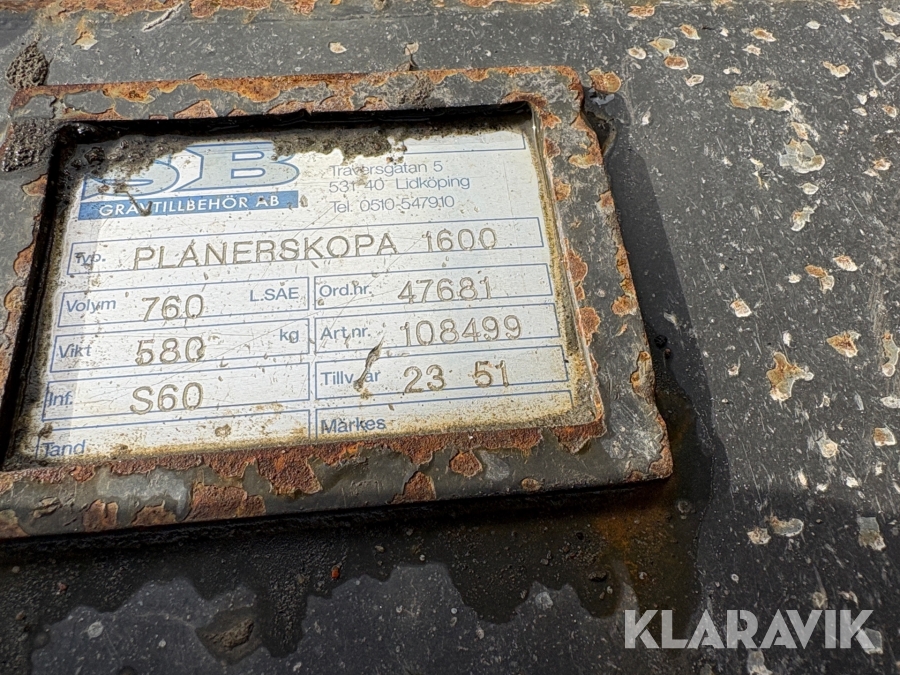 SB
GRÄVTILLBEHÖR AB
Traversgatan 5
531 40 Lidköping
Tel. 0510-547910
Typ. PLANERSKOPA 1600
Volym 760 L.SAE
Ord.nr. 47681
Vikt 580 kg
Art.nr. 108499
Inf. S60
Tillv.år 23 51
Tand
Märkes
KLARAVIK